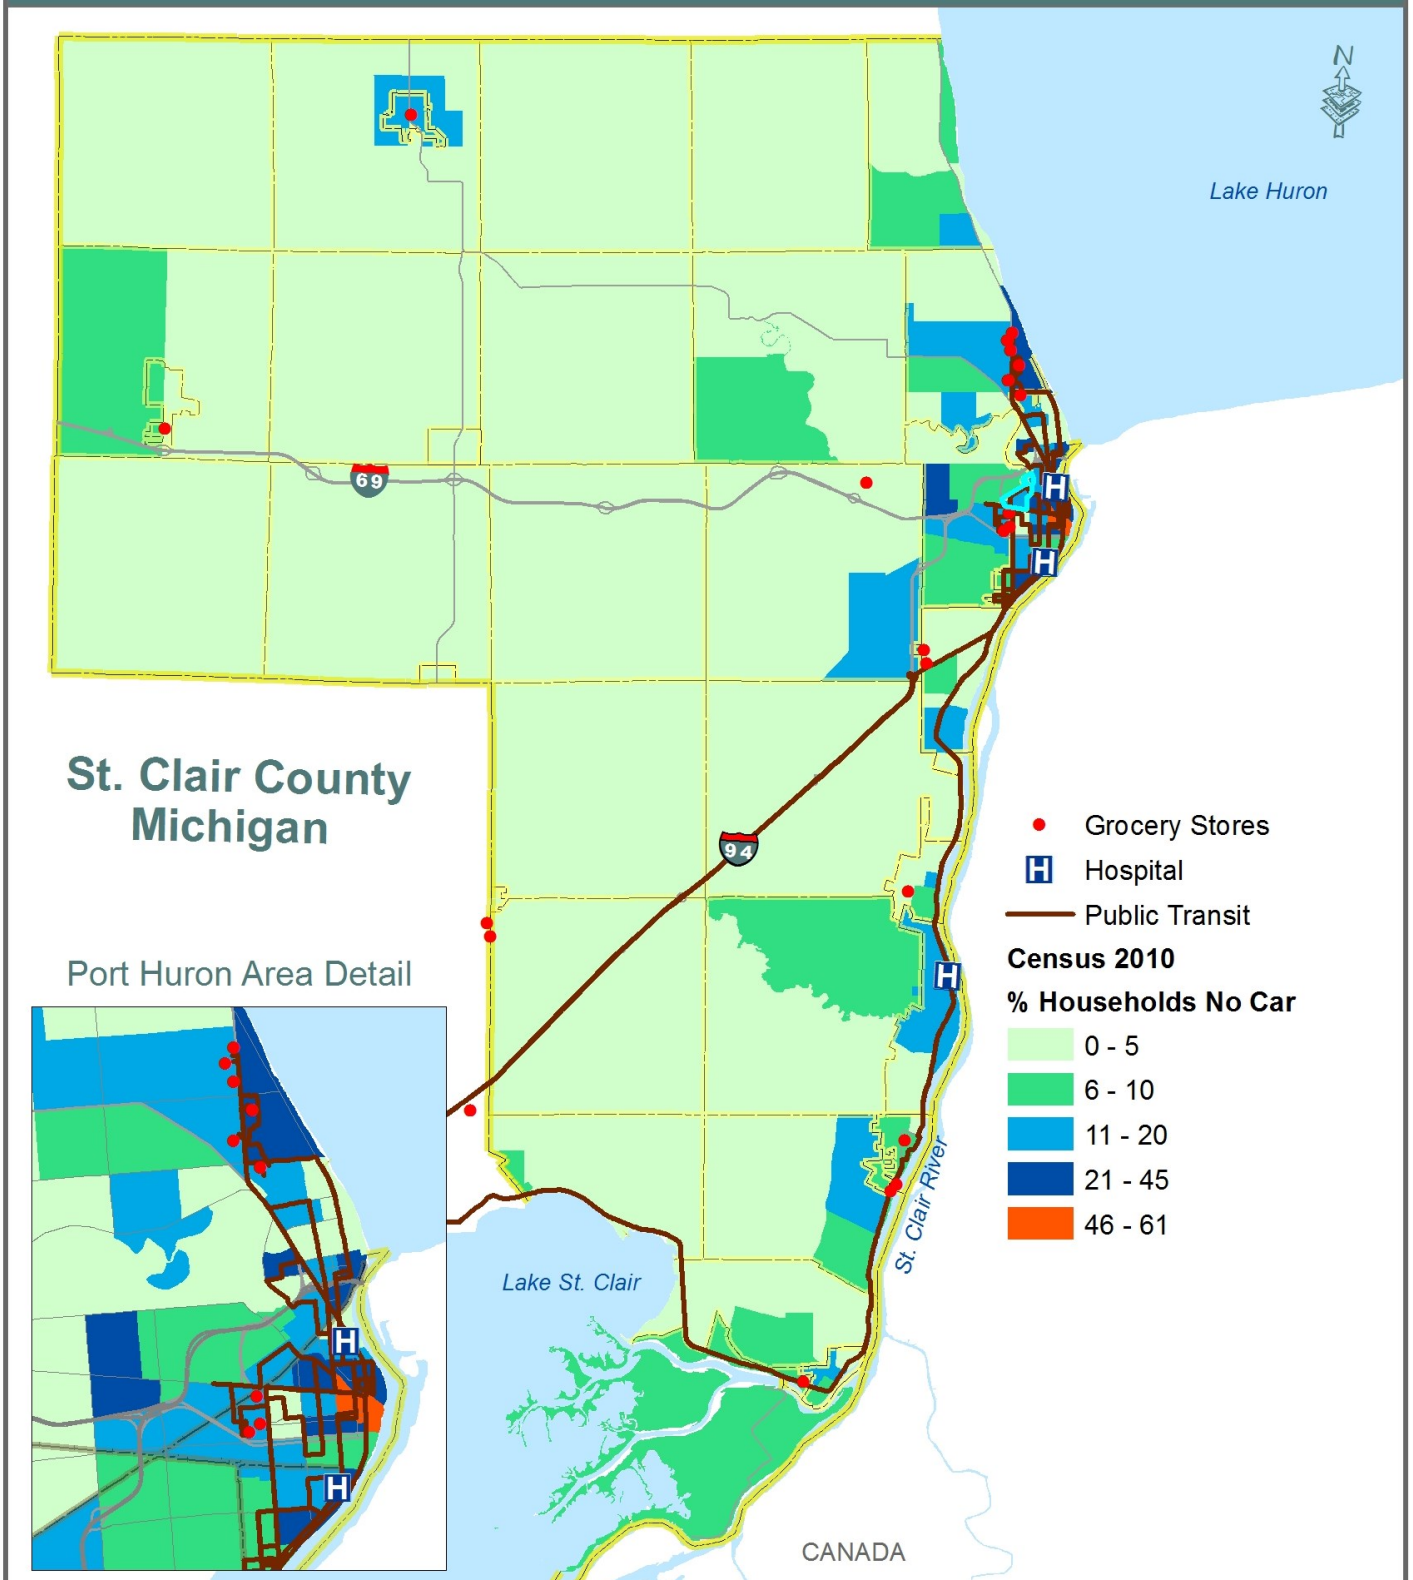 N
Lake Huron
69
H
H
St. Clair County
Michigan
94
Grocery Stores
H Hospital
Public Transit
Census 2010
% Households No Car
0 - 5
6 - 10
11 - 20
21 - 45
46 - 61
H
Port Huron Area Detail
H
H
St. Clair River
Lake St. Clair
CANADA